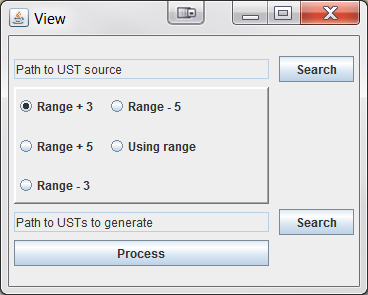 View
Path to UST source Search
Range + 3 Range - 5
Range + 5 Using range
Range - 3
Path to USTs to generate Search
Process